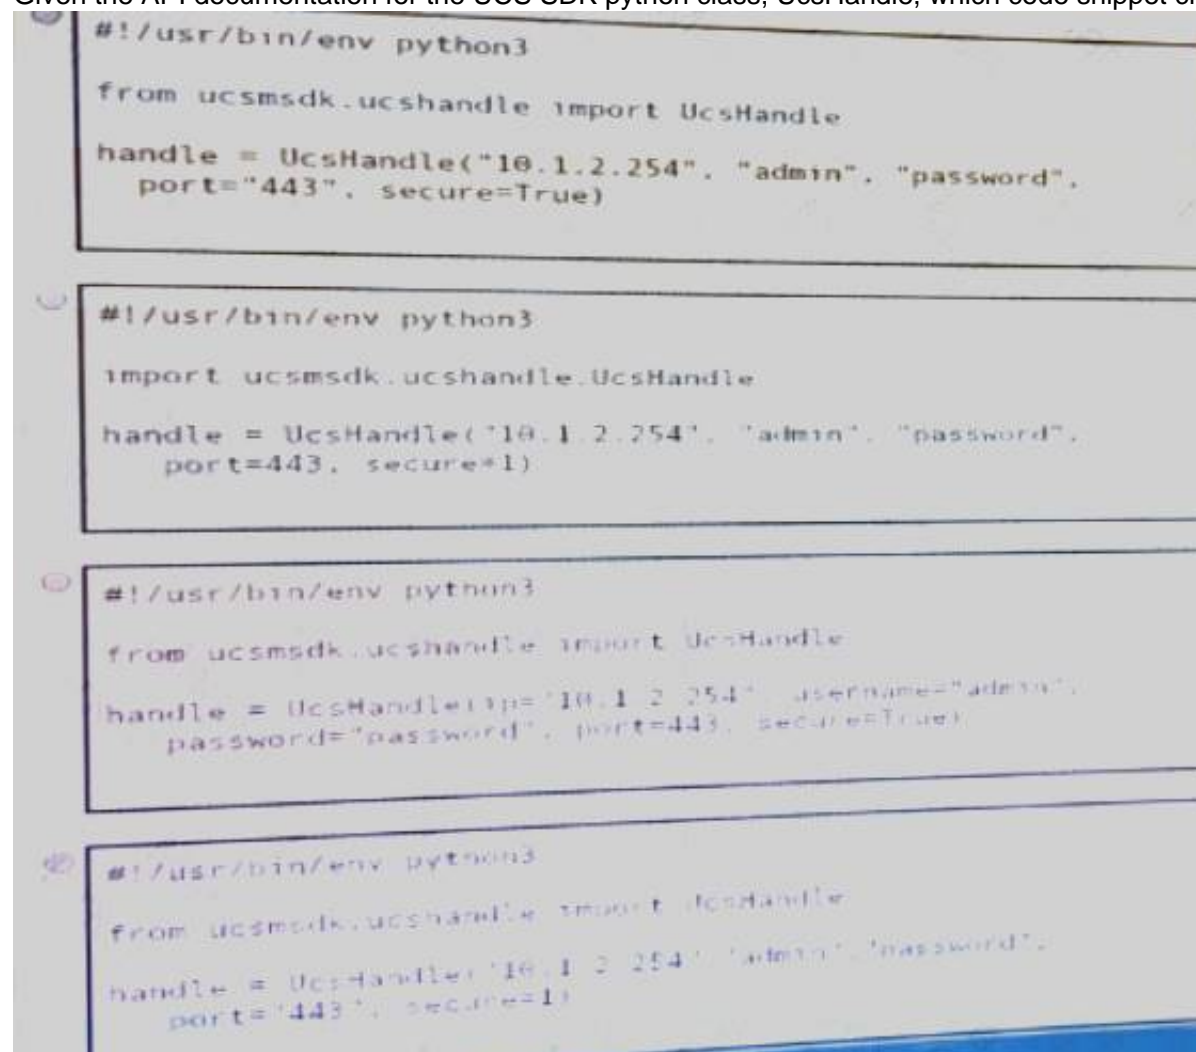 Given the API documentation for the UCS SDK python class, UcsHandle, which code snippet
#!/usr/bin/env python3
from ucsmsdk.ucshandle import UcsHandle
handle = UcsHandle("10.1.2.254", "admin", "password",
port="443", secure=True)
#!/usr/bin/env python3
import ucsmsdk.ucshandle.UcsHandle
handle = UcsHandle("10.1.2.254", "admin", "password",
port=443, secure=1)
#!/usr/bin/env python3
from ucsmsdk.ucshandle import UcsHandle
handle = UcsHandle(ip="10.1.2.254", username="admin",
password="password", port=443, secure=True)
#!/usr/bin/env python3
from ucsmsdk.ucshandle import UcsHandle
handle = UcsHandle("10.1.2.254", "admin", "password",
port="443", secure=1)